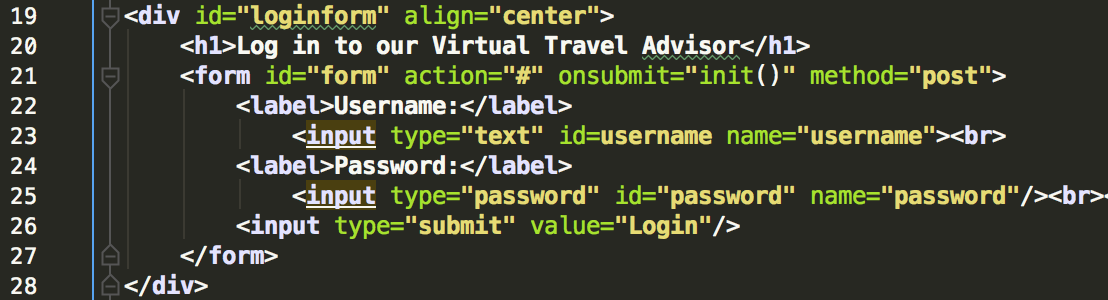 19 <div id="loginform" align="center">
20 <h1>Log in to our Virtual Travel Advisor</h1>
21 <form id="form" action="#" onsubmit="init()" method="post">
22 <label>Username:</label>
23 <input type="text" id=username name="username"><br>
24 <label>Password:</label>
25 <input type="password" id="password" name="password"/><br><
26 <input type="submit" value="Login"/>
27 </form>
28 </div>